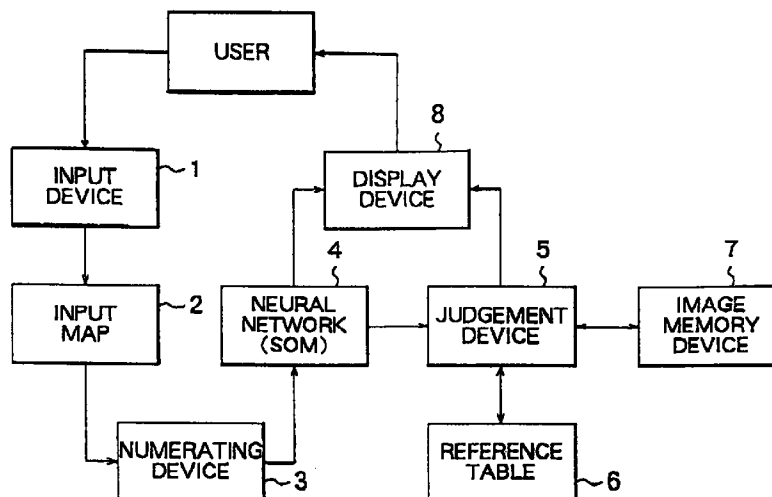 USER
8
INPUT
DEVICE
1
DISPLAY
DEVICE
4
5
7
INPUT
MAP
2
NEURAL
NETWORK
(SOM)
JUDGEMENT
DEVICE
IMAGE
MEMORY
DEVICE
NUMERATING
DEVICE
3
REFERENCE
TABLE
6